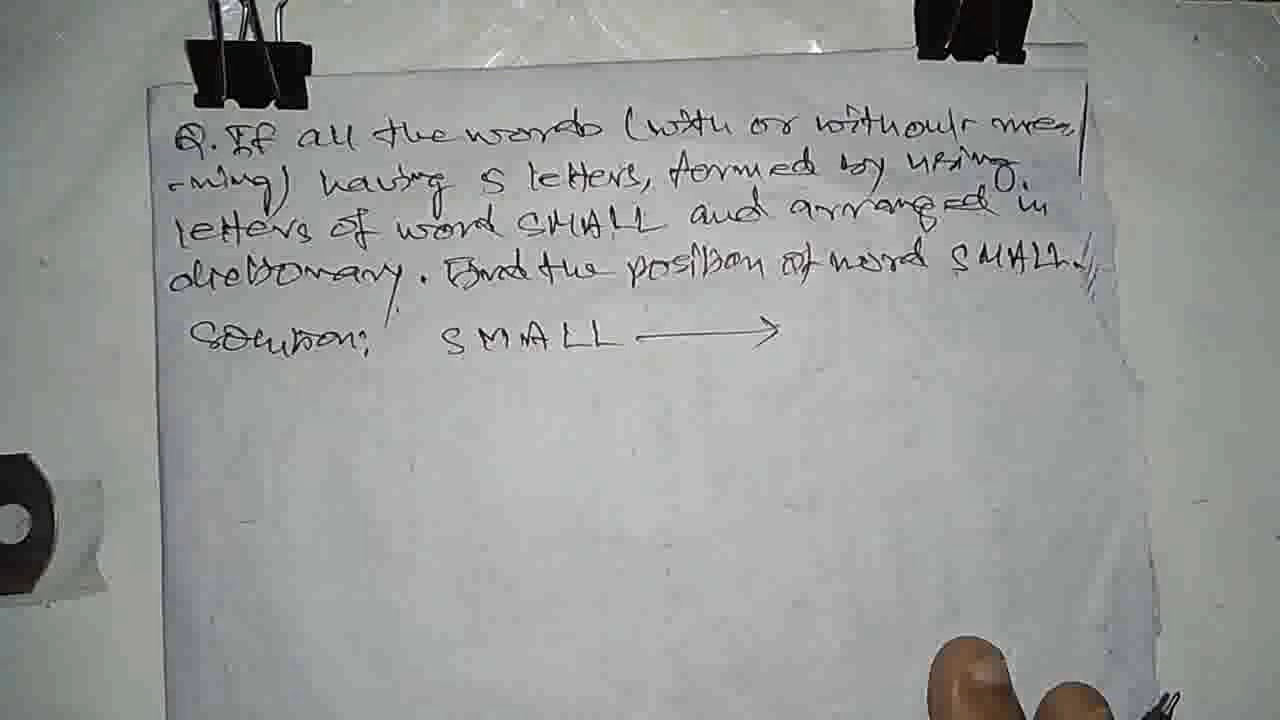 Q. If all the words (with or without mea
-ning) having 5 letters, formed by using
letters of word SMALL and arranged in
dictionary. Find the position of word SMALL.
Solution: SMALL →